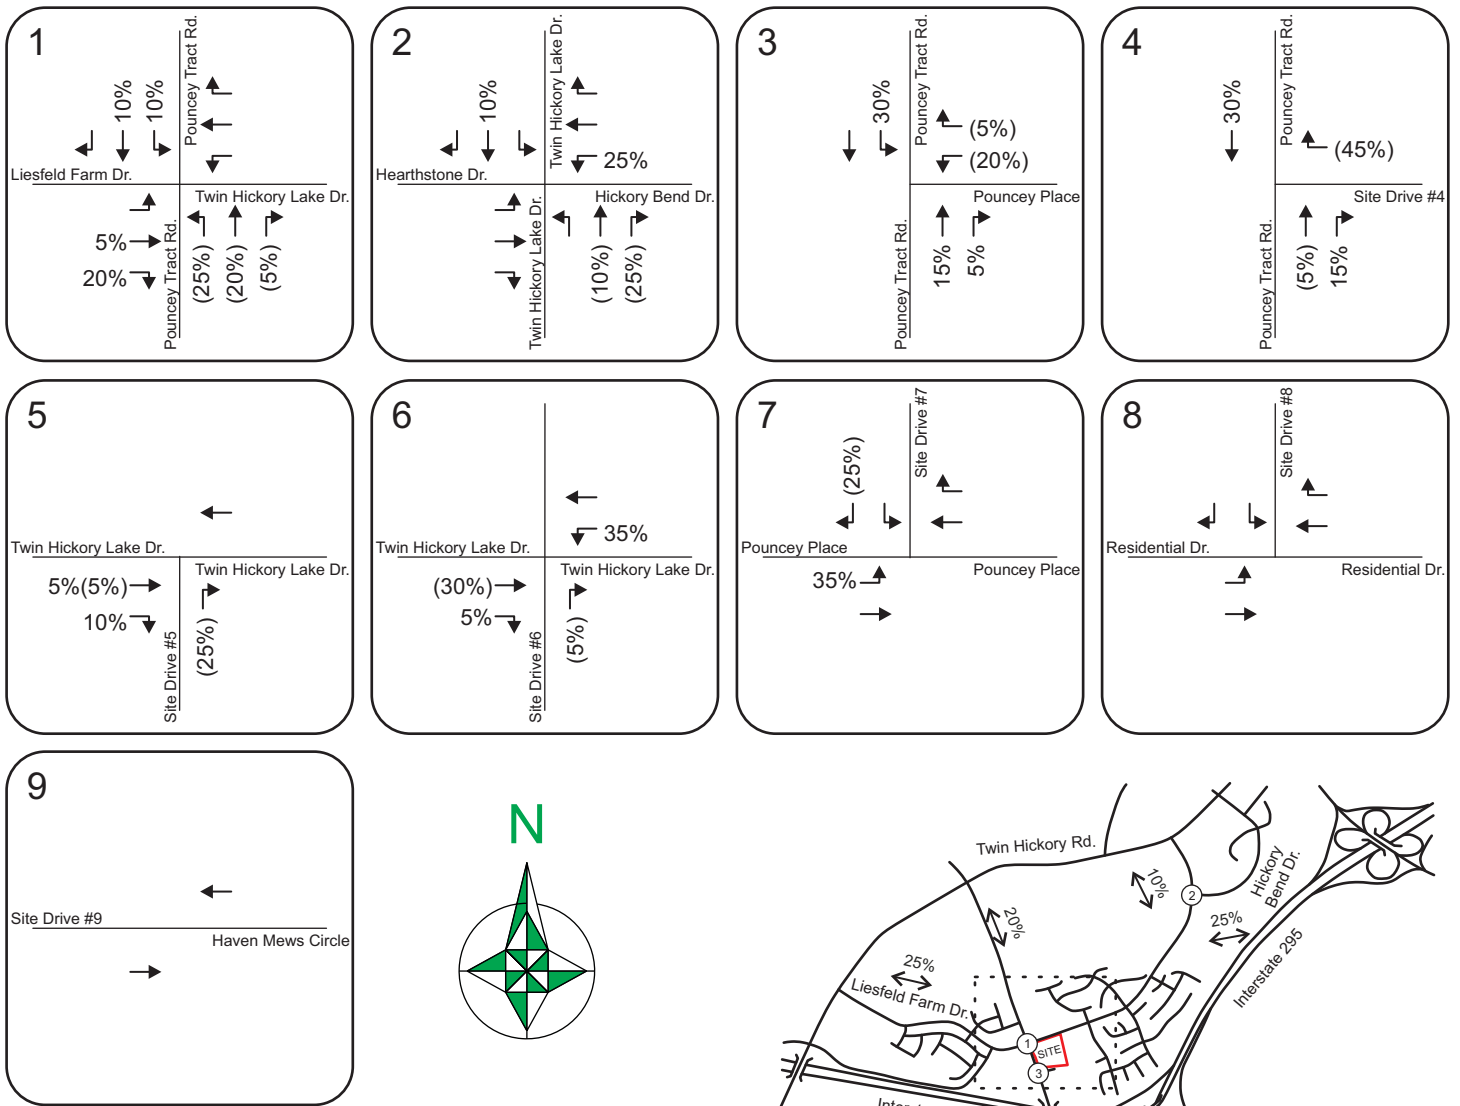 1
Pouncey Tract Rd.
10%
10%
Liesfeld Farm Dr.
Twin Hickory Lake Dr.
5%
20%
Pouncey Tract Rd.
(25%)
(20%)
(5%)
2
Twin Hickory Lake Dr.
10%
25%
Hearthstone Dr.
Hickory Bend Dr.
Twin Hickory Lake Dr.
(10%)
(25%)
3
Pouncey Tract Rd.
30%
(5%)
(20%)
Pouncey Place
Pouncey Tract Rd.
15%
5%
4
Pouncey Tract Rd.
30%
(45%)
Site Drive #4
Pouncey Tract Rd.
(5%)
15%
5
Twin Hickory Lake Dr.
Twin Hickory Lake Dr.
5%(5%)
10%
Site Drive #5
(25%)
6
35%
Twin Hickory Lake Dr.
Twin Hickory Lake Dr.
(30%)
5%
Site Drive #6
(5%)
7
Site Drive #7
(25%)
Pouncey Place
Pouncey Place
35%
8
Site Drive #8
Residential Dr.
Residential Dr.
9
Site Drive #9
Haven Mews Circle
N
Twin Hickory Rd.
10%
2
Hickory
Bend Dr.
20%
25%
25%
Interstate 295
Liesfeld Farm Dr.
1
SITE
3